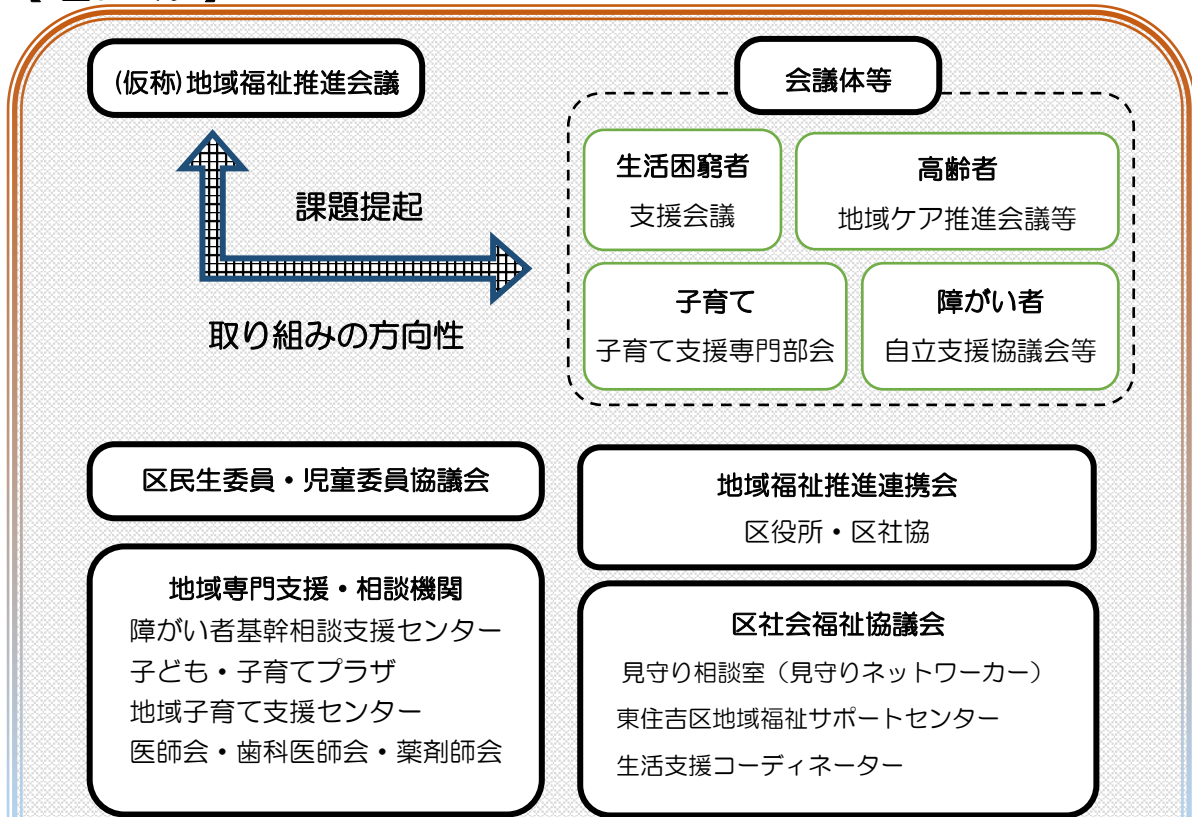 (仮称)地域福祉推進会議
会議体等
課題提起
取り組みの方向性
生活困窮者
支援会議
高齢者
地域ケア推進会議等
子育て
子育て支援専門部会
障がい者
自立支援協議会等
区民生委員・児童委員協議会
地域福祉推進連携会
区役所・区社協
地域専門支援・相談機関
障がい者基幹相談支援センター
子ども・子育てプラザ
地域子育て支援センター
医師会・歯科医師会・薬剤師会
区社会福祉協議会
見守り相談室（見守りネットワーカー）
東住吉区地域福祉サポートセンター
生活支援コーディネーター